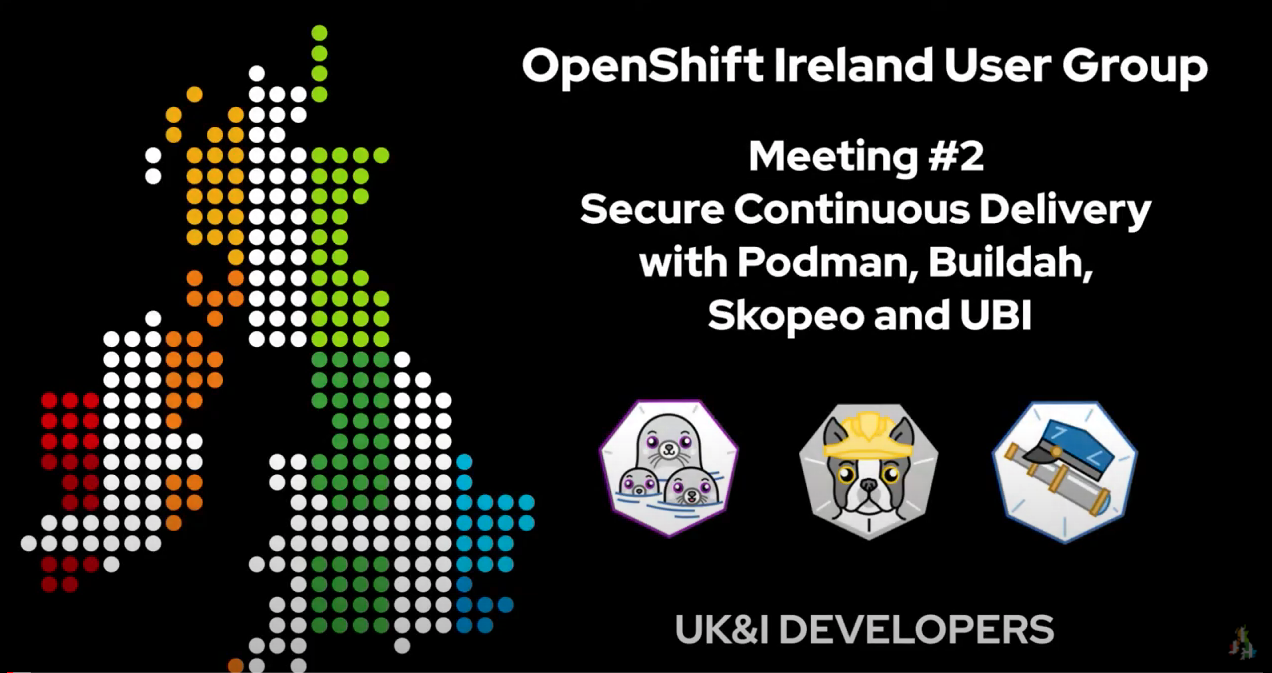 OpenShift Ireland User Group
Meeting #2
Secure Continuous Delivery
with Podman, Buildah,
Skopeo and UBI
UK&I DEVELOPERS